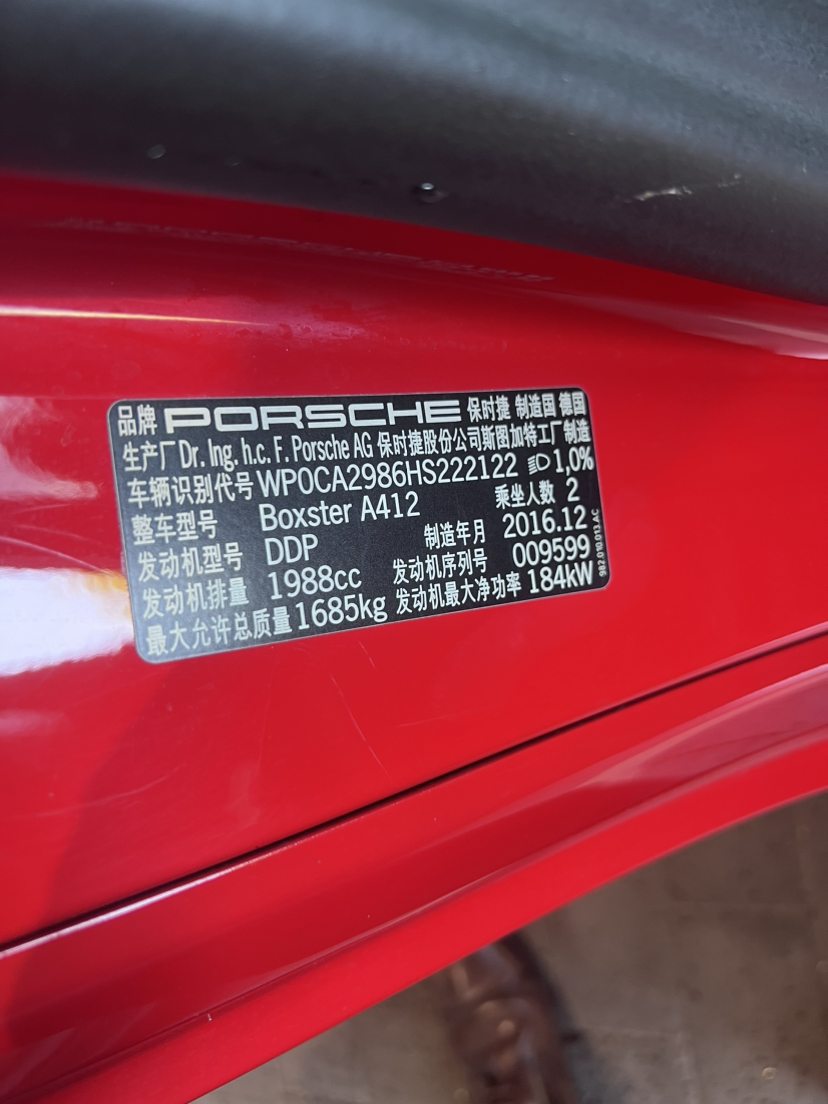 品牌 PORSCHE 保时捷 制造国 德国
生产厂 Dr. Ing. h.c. F. Porsche AG 保时捷股份公司斯图加特工厂制造
车辆识别代号 WP0CA2986HS222122 1,0%
整车型号 Boxster A412 乘坐人数 2
发动机型号 DDP 制造年月 2016.12
发动机排量 1988cc 发动机序列号 009599
最大允许总质量 1685kg 发动机最大净功率 184kW
982.010.013.AC